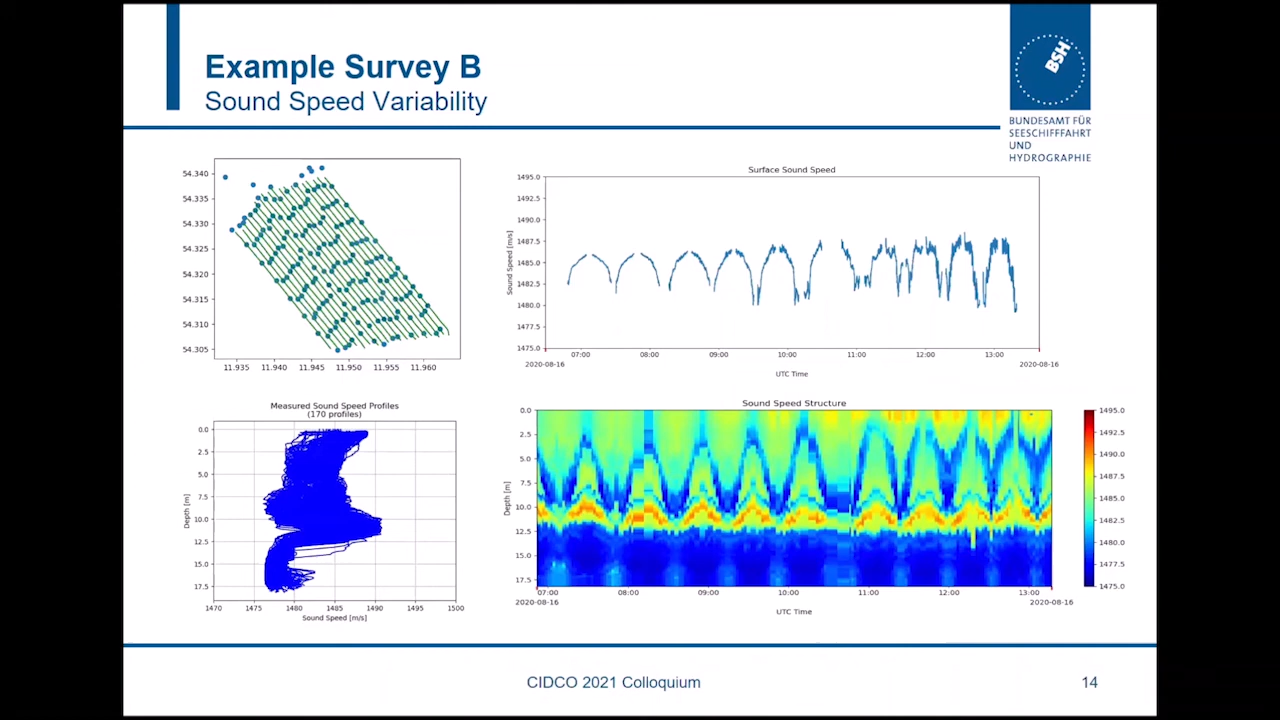 Example Survey B
Sound Speed Variability
BSH
BUNDESAMT FÜR
SEESCHIFFFAHRT
UND
HYDROGRAPHIE
54.340
54.335
54.330
54.325
54.320
54.315
54.310
54.305
11.935 11.940 11.945 11.950 11.955 11.960
Surface Sound Speed
Sound Speed [m/s]
1495.0
1492.5
1490.0
1487.5
1485.0
1482.5
1480.0
1477.5
1475.0
07:00 08:00 09:00 10:00 11:00 12:00 13:00
2020-08-16 2020-08-16
UTC Time
Measured Sound Speed Profiles
(170 profiles)
Depth [m]
0.0
2.5
5.0
7.5
10.0
12.5
15.0
17.5
1470 1475 1480 1485 1490 1495 1500
Sound Speed [m/s]
Sound Speed Structure
Depth [m]
0.0
2.5
5.0
7.5
10.0
12.5
15.0
17.5
07:00 08:00 09:00 10:00 11:00 12:00 13:00
2020-08-16 2020-08-16
UTC Time
1495.0
1492.5
1490.0
1487.5
1485.0
1482.5
1480.0
1477.5
1475.0
CIDCO 2021 Colloquium
14